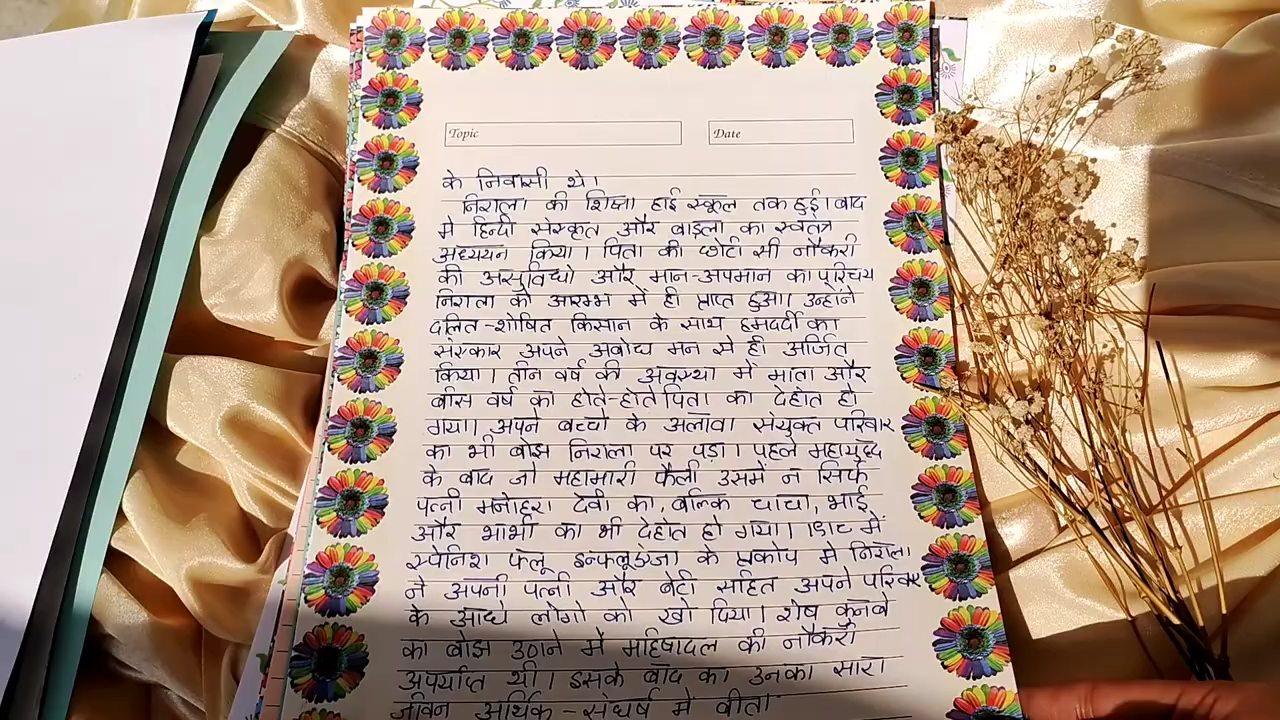 Topic
Date
के निवासी थे।
निराला की शिक्षा हाई स्कूल तक हुई। बाद
मे हिन्दी संस्कृत और बाङ्ला का स्वतंत्र
अध्ययन किया। पिता की छोटी सी नौकरी
की असुविधाे और मान-अपमान का परिचय
निराला को आरम्भ में ही प्राप्त हुआ। उन्होंने
दलित-शोषित किसान के साथ हमदर्दी का
संस्कार अपने अबोध मन से ही अर्जित
किया। तीन वर्ष की अवस्था में माता और
बीस वर्ष का होते-होते पिता का देहांत हो
गया। अपने बच्चो के अलावा संयुक्त परिवार
का भी बोझ निराला पर पड़ा। पहले महायुद्ध
के बाद जो महामारी फैली उसमें न सिर्फ
पत्नी मनोहरा देवी का, बल्कि चाचा, भाई
और भाभी का भी देहांत हो गया। 1918 में
स्पेनिश फ्लू इन्फ्लूएंजा के प्रकोप मे निराला
ने अपनी पत्नी और बेटी सहित अपने परिवार
के आधे लोगो को खो दिया। शेष कुनबे
का बोझ उठाने में महिषादल की नौकरी
अपर्याप्त थी। इसके बाद का उनका सारा
जीवन आर्थिक-संघर्ष मे बीता